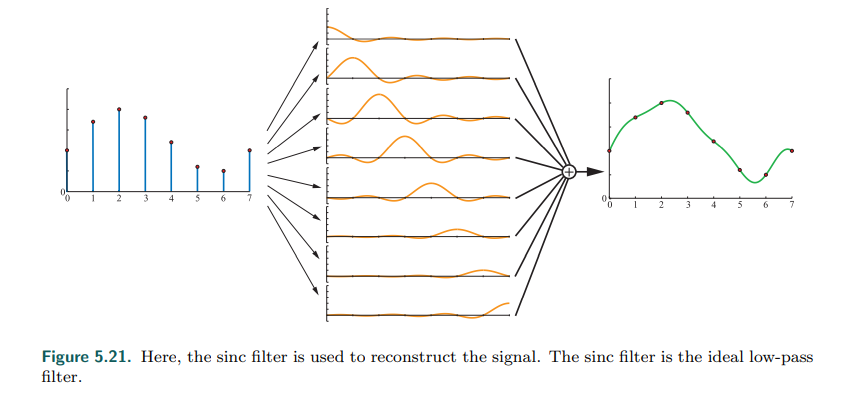 0
0 1 2 3 4 5 6 7
+
0
0 1 2 3 4 5 6 7
Figure 5.21. Here, the sinc filter is used to reconstruct the signal. The sinc filter is the ideal low-pass
filter.